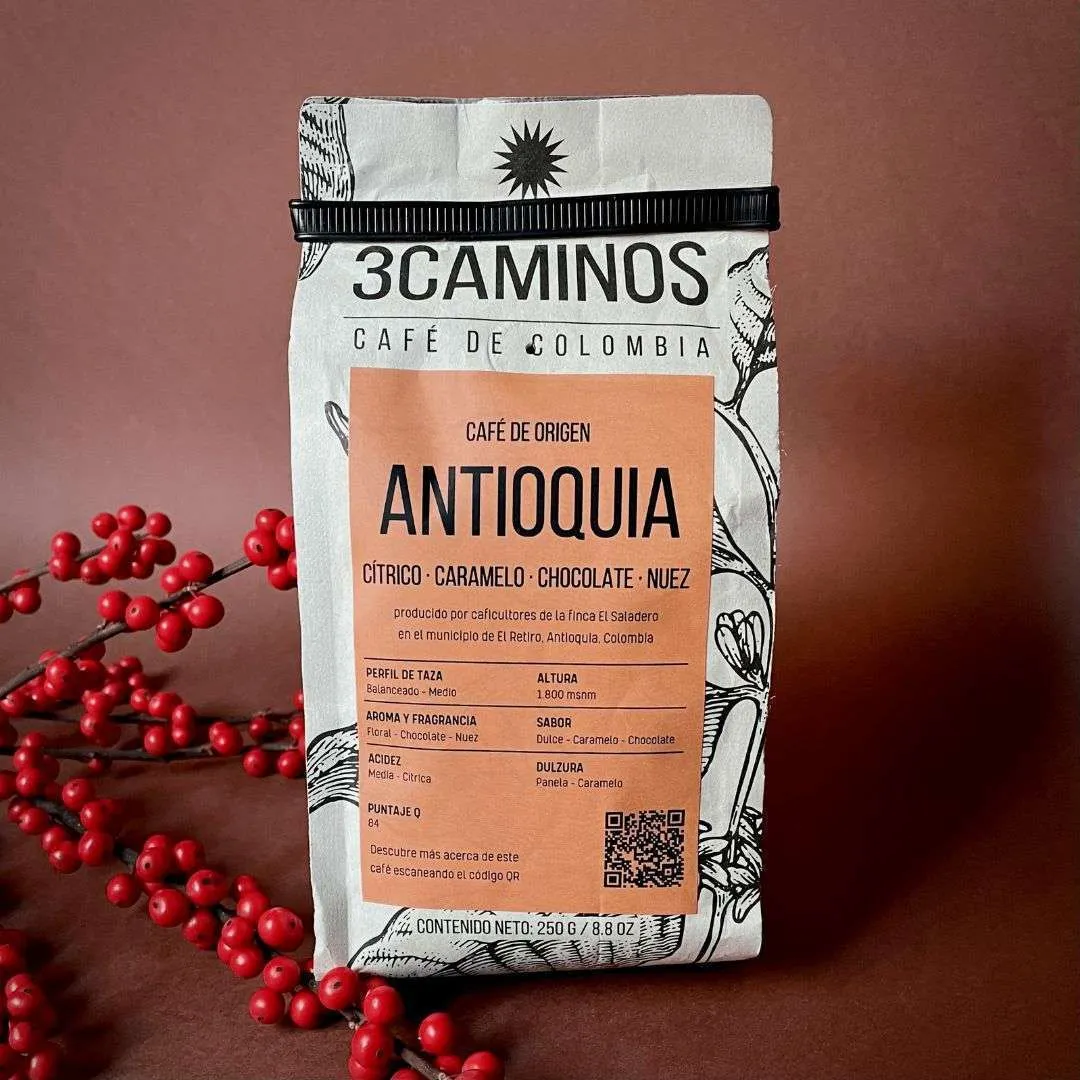 3CAMINOS
CAFÉ DE COLOMBIA
CAFÉ DE ORIGEN
ANTIOQUIA
CÍTRICO · CARAMELO · CHOCOLATE · NUEZ
producido por caficultores de la finca El Saladero
en el municipio de El Retiro, Antioquia, Colombia
PERFIL DE TAZA
Balanceado - Medio
ALTURA
1.800 msnm
AROMA Y FRAGRANCIA
Floral - Chocolate - Nuez
SABOR
Dulce - Caramelo - Chocolate
ACIDEZ
Media - Cítrica
DULZURA
Panela - Caramelo
PUNTAJE Q
84
Descubre más acerca de este
café escaneando el código QR
CONTENIDO NETO: 250 G / 8.8 OZ